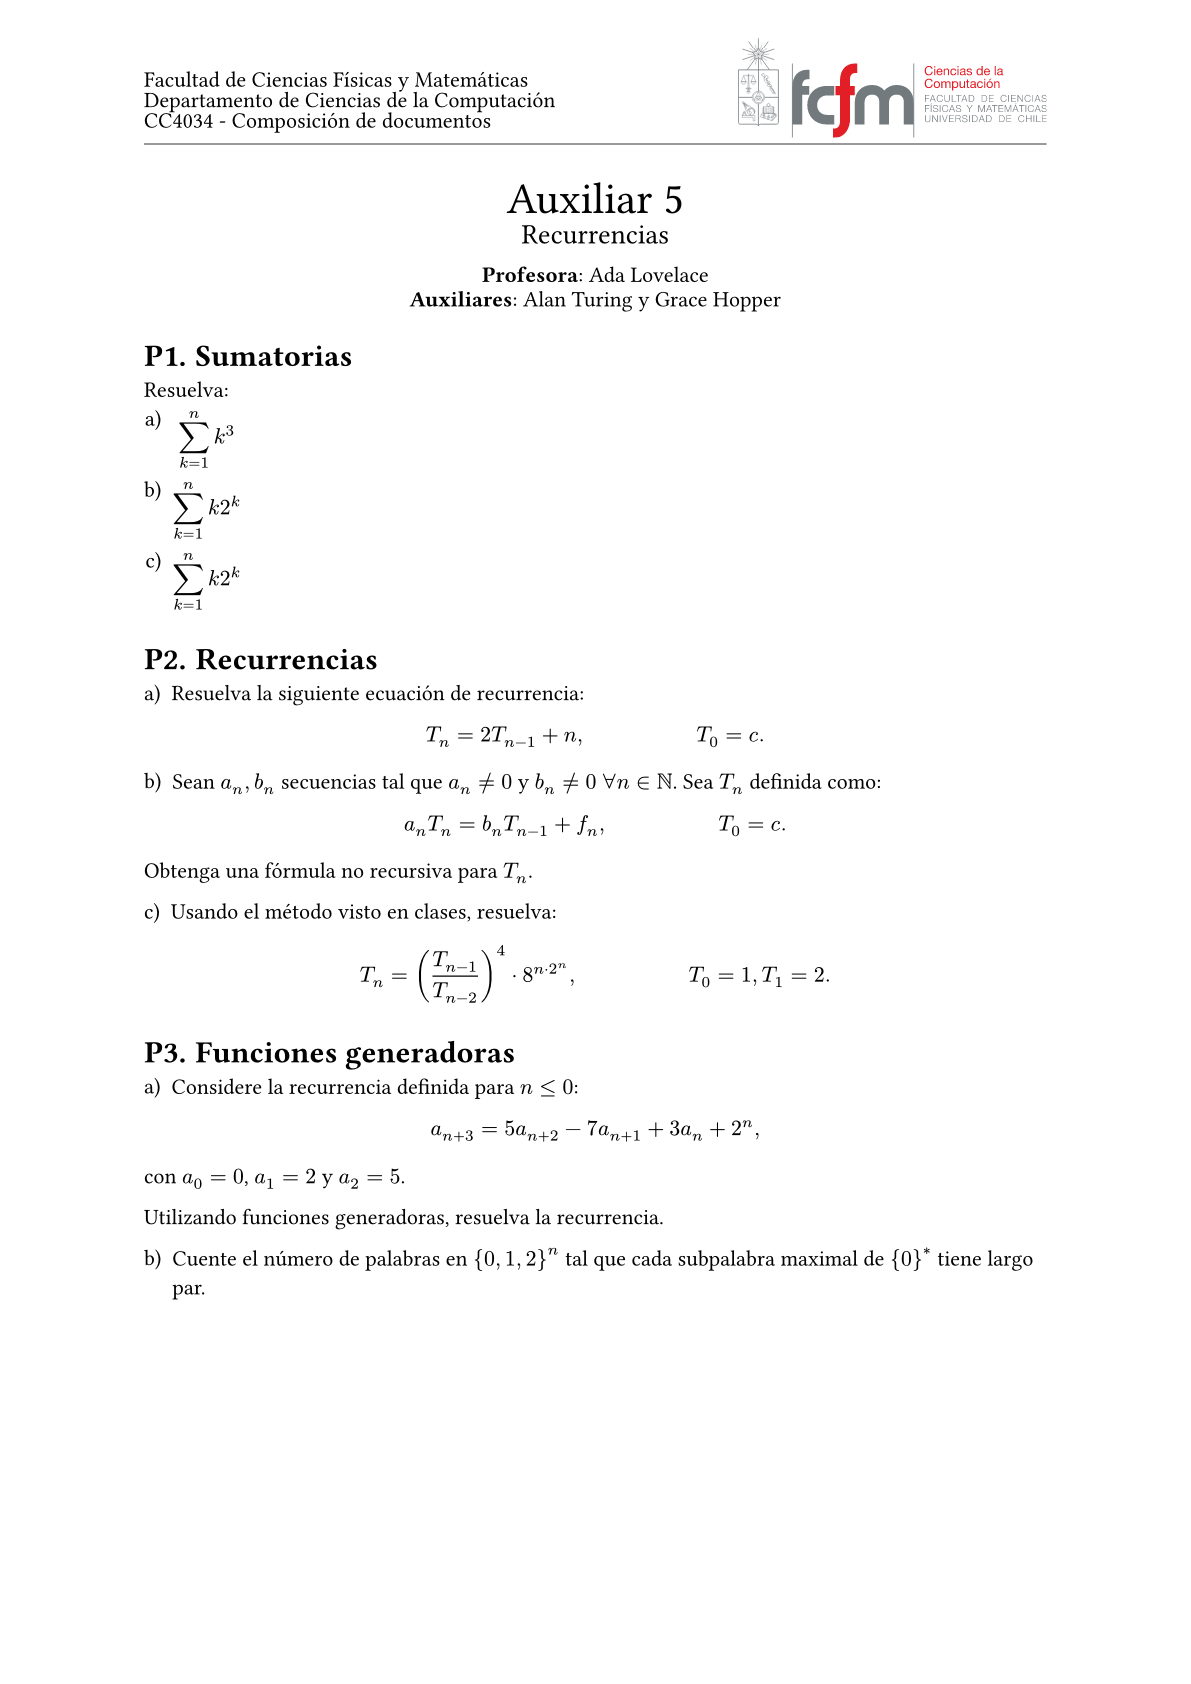 Facultad de Ciencias Físicas y Matemáticas
Departamento de Ciencias de la Computación
CC4034 - Composición de documentos
fcfm
Ciencias de la
Computación
FACULTAD DE CIENCIAS
FÍSICAS Y MATEMÁTICAS
UNIVERSIDAD DE CHILE
Auxiliar 5
Recurrencias
Profesora: Ada Lovelace
Auxiliares: Alan Turing y Grace Hopper
P1. Sumatorias
Resuelva:
a) $\sum_{k=1}^{n} k^3$
b) $\sum_{k=1}^{n} k2^k$
c) $\sum_{k=1}^{n} k2^k$
P2. Recurrencias
a) Resuelva la siguiente ecuación de recurrencia:
$T_n = 2T_{n-1} + n, \qquad T_0 = c.$
b) Sean $a_n, b_n$ secuencias tal que $a_n \neq 0$ y $b_n \neq 0 \ \forall n \in \mathbb{N}$. Sea $T_n$ definida como:
$a_n T_n = b_n T_{n-1} + f_n, \qquad T_0 = c.$
Obtenga una fórmula no recursiva para $T_n$.
c) Usando el método visto en clases, resuelva:
$T_n = \left(\frac{T_{n-1}}{T_{n-2}}\right)^4 \cdot 8^{n \cdot 2^n}, \qquad T_0 = 1, T_1 = 2.$
P3. Funciones generadoras
a) Considere la recurrencia definida para $n \leq 0$:
$a_{n+3} = 5a_{n+2} - 7a_{n+1} + 3a_n + 2^n,$
con $a_0 = 0$, $a_1 = 2$ y $a_2 = 5$.
Utilizando funciones generadoras, resuelva la recurrencia.
b) Cuente el número de palabras en $\{0, 1, 2\}^n$ tal que cada subpalabra maximal de $\{0\}^*$ tiene largo
par.